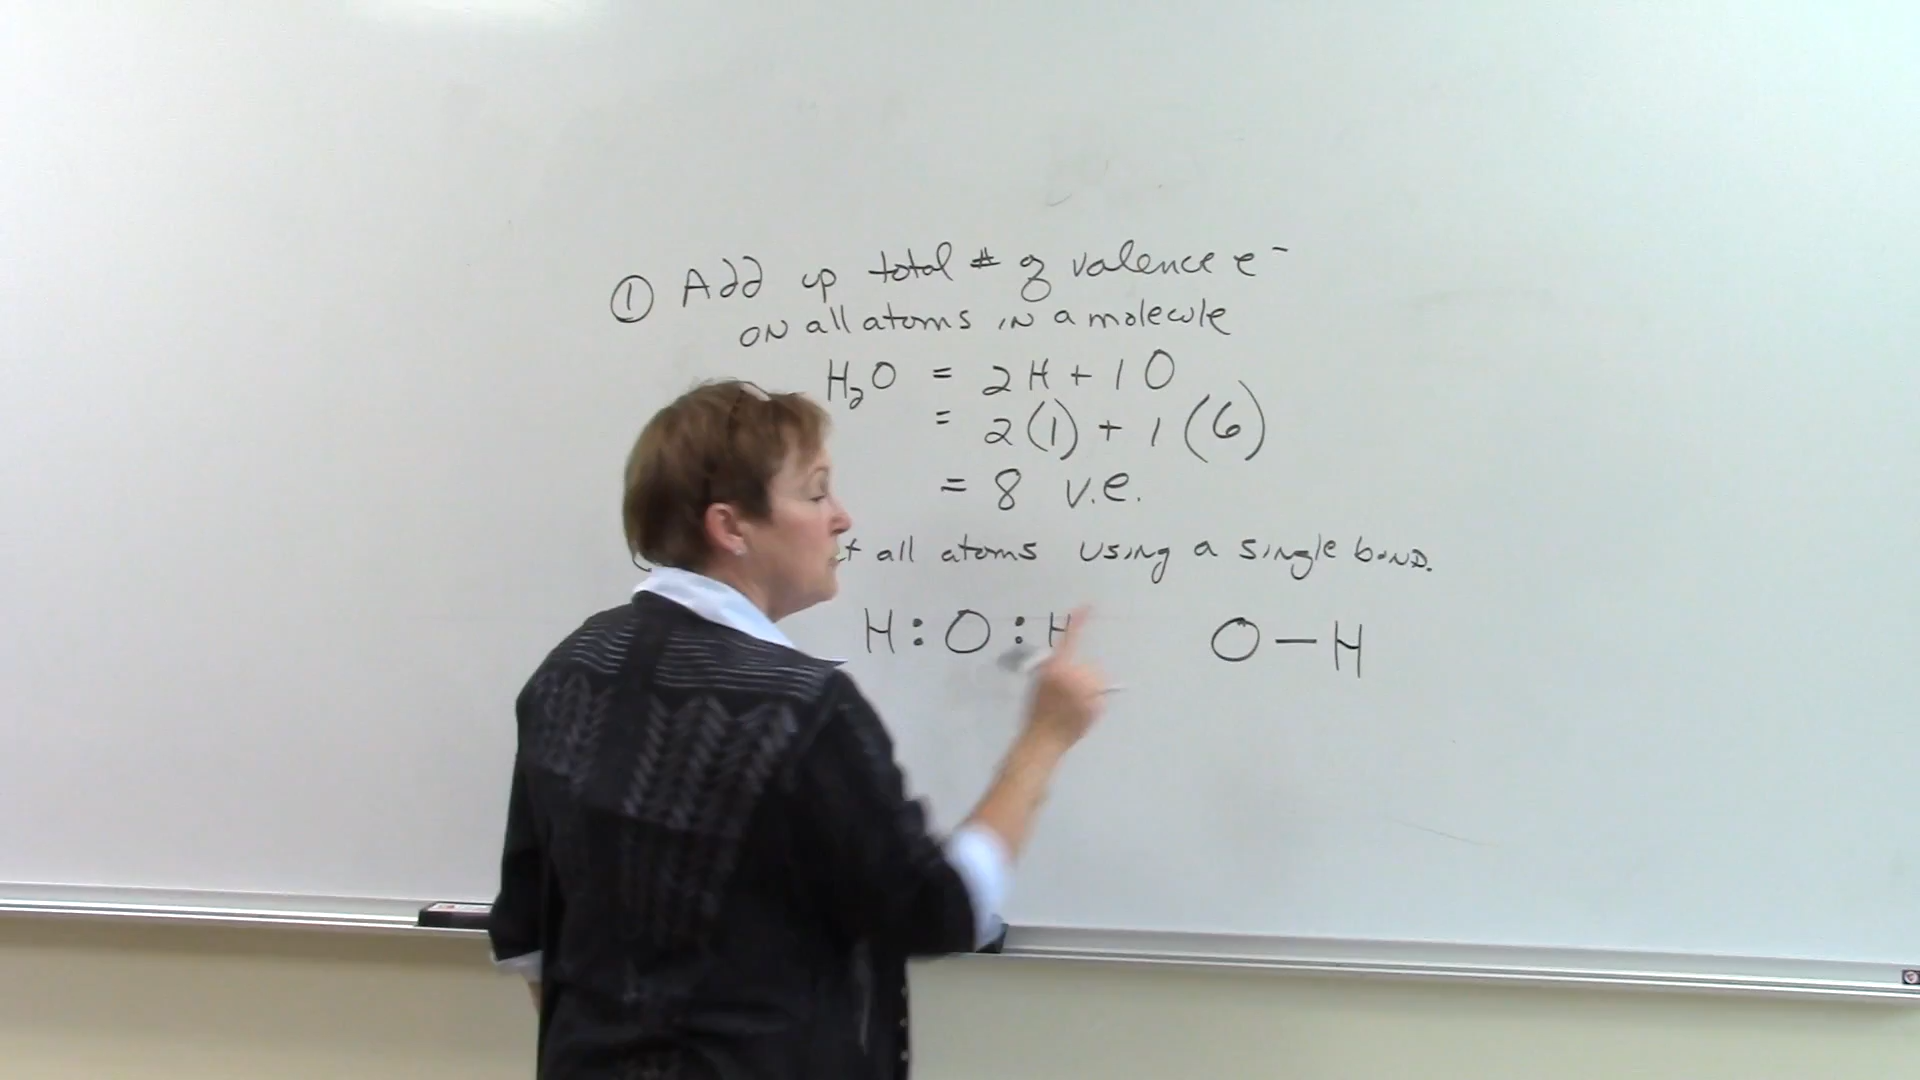 ① Add up total # of valence e⁻
ON all atoms in a molecule
H₂O = 2H + 1O
= 2(1) + 1(6)
= 8 v.e.
all atoms using a single bond.
H:O:H O—H